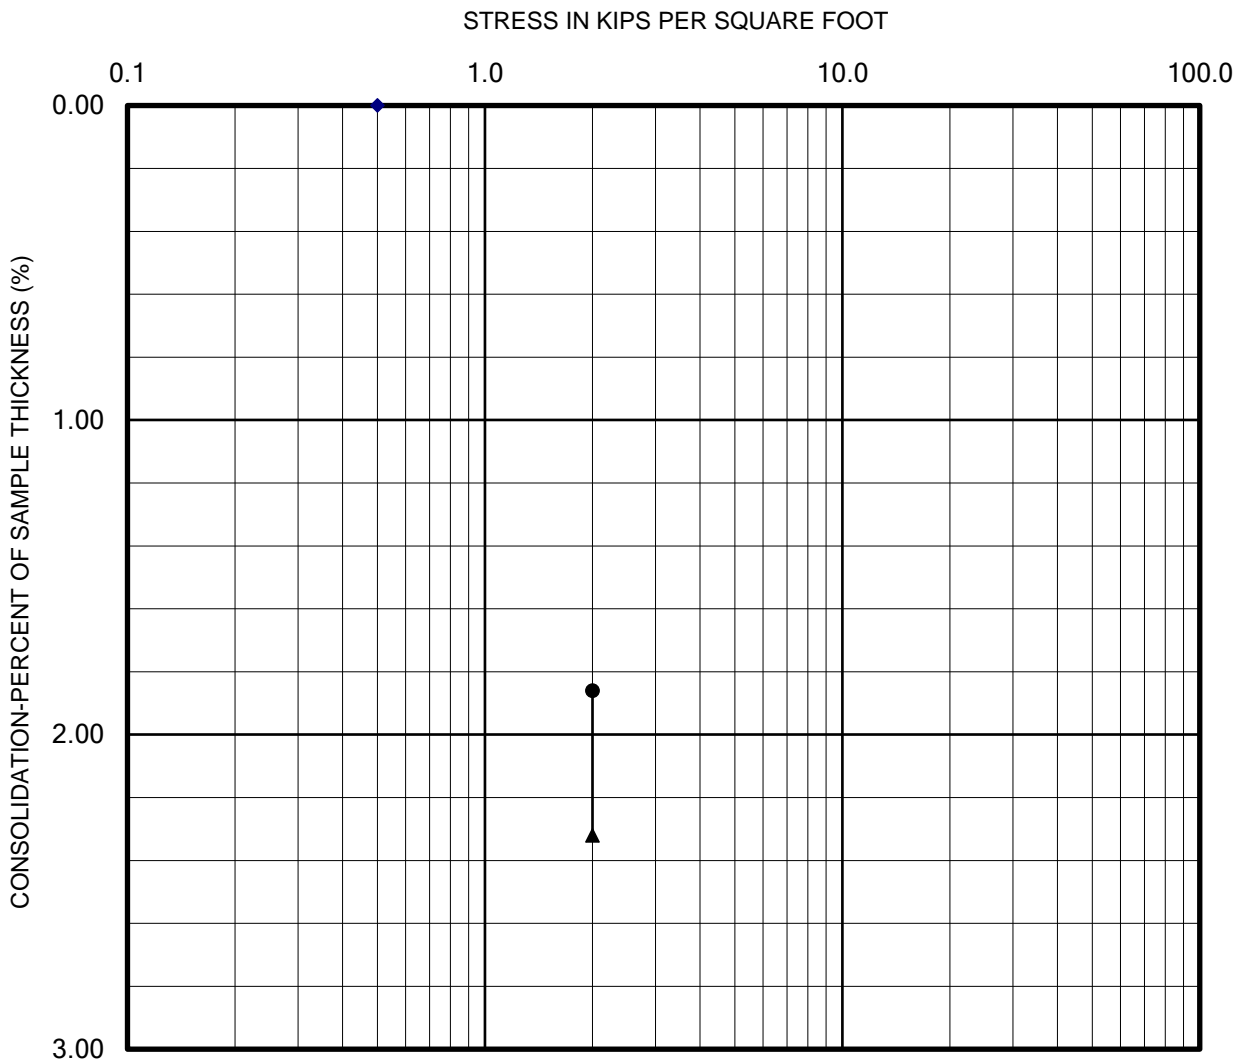 STRESS IN KIPS PER SQUARE FOOT
0.1 1.0 10.0 100.0
0.00
1.00
2.00
3.00
CONSOLIDATION-PERCENT OF SAMPLE THICKNESS (%)